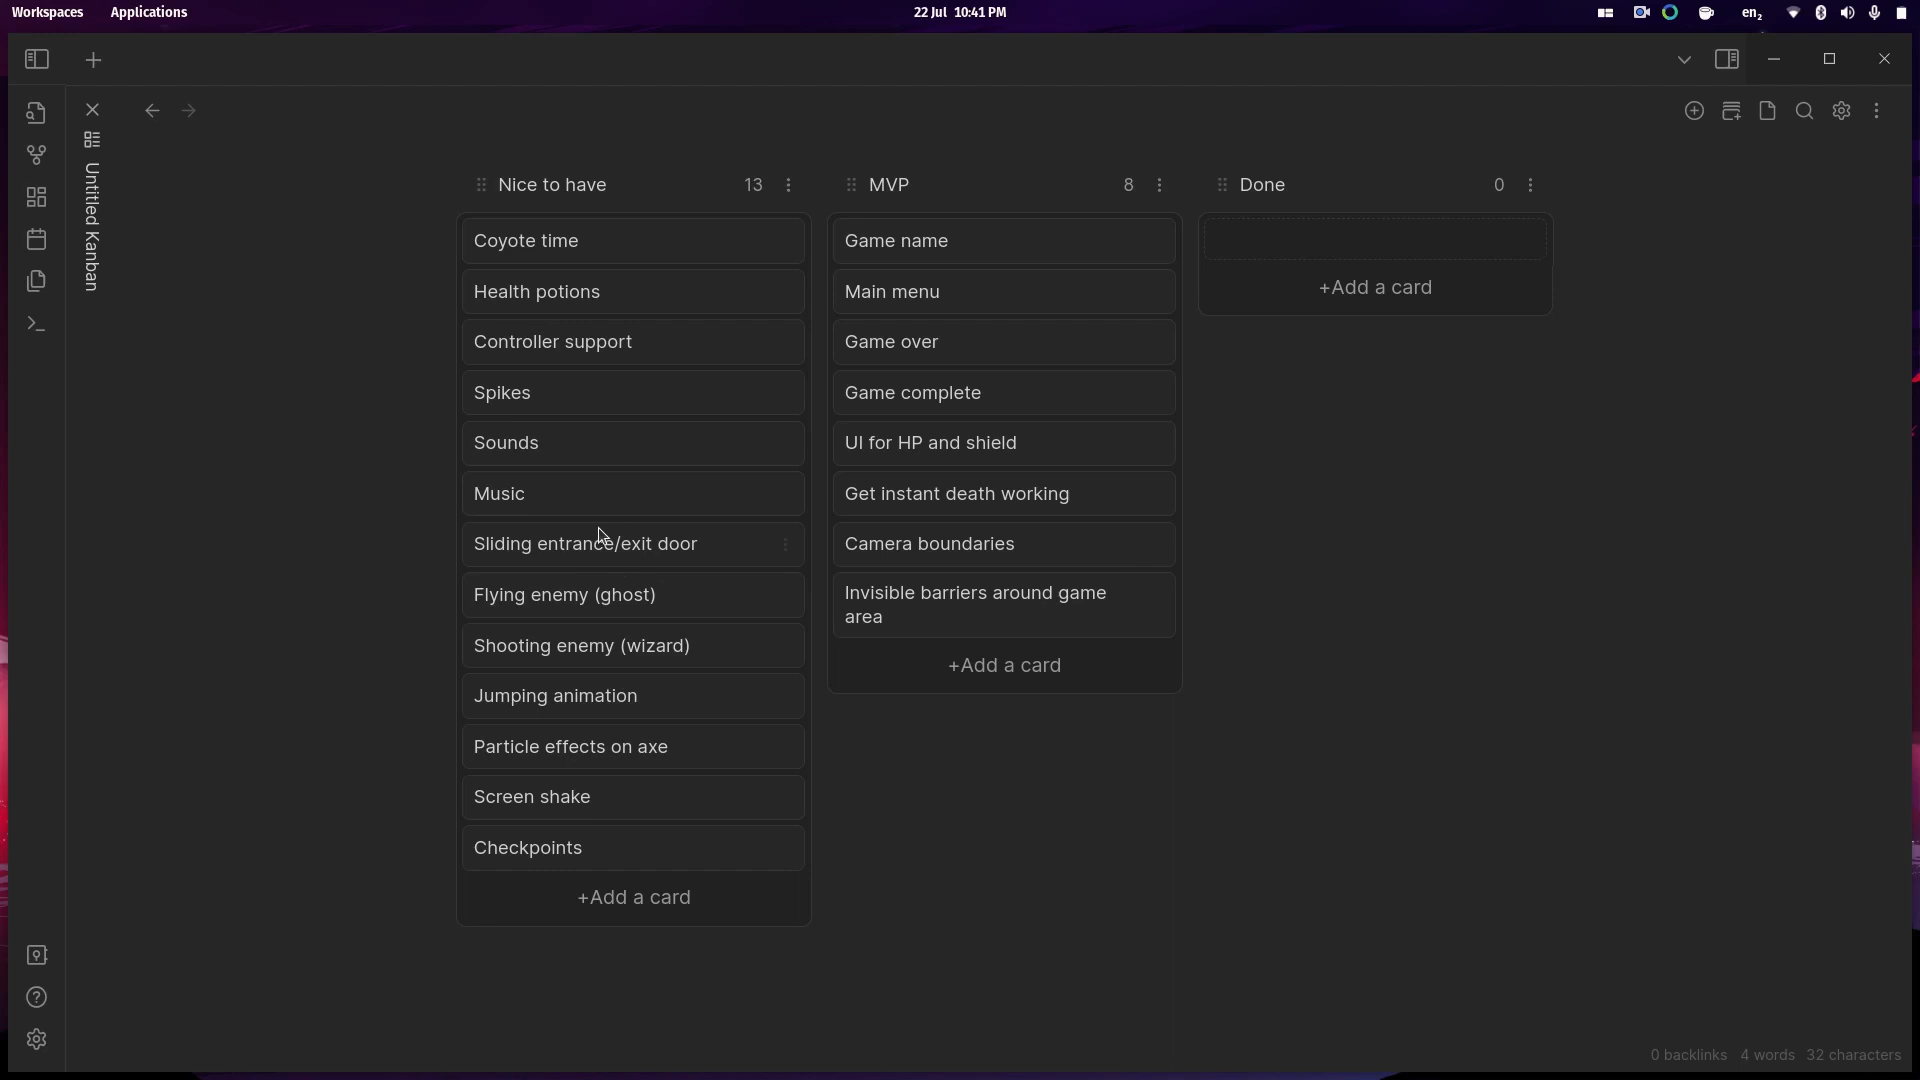 Workspaces
Applications
22 Jul 10:41 PM
en₂
Untitled Kanban
Nice to have
13
Coyote time
Health potions
Controller support
Spikes
Sounds
Music
Sliding entrance/exit door
Flying enemy (ghost)
Shooting enemy (wizard)
Jumping animation
Particle effects on axe
Screen shake
Checkpoints
+Add a card
MVP
8
Game name
Main menu
Game over
Game complete
UI for HP and shield
Get instant death working
Camera boundaries
Invisible barriers around game
area
+Add a card
Done
0
+Add a card
0 backlinks
4 words
32 characters